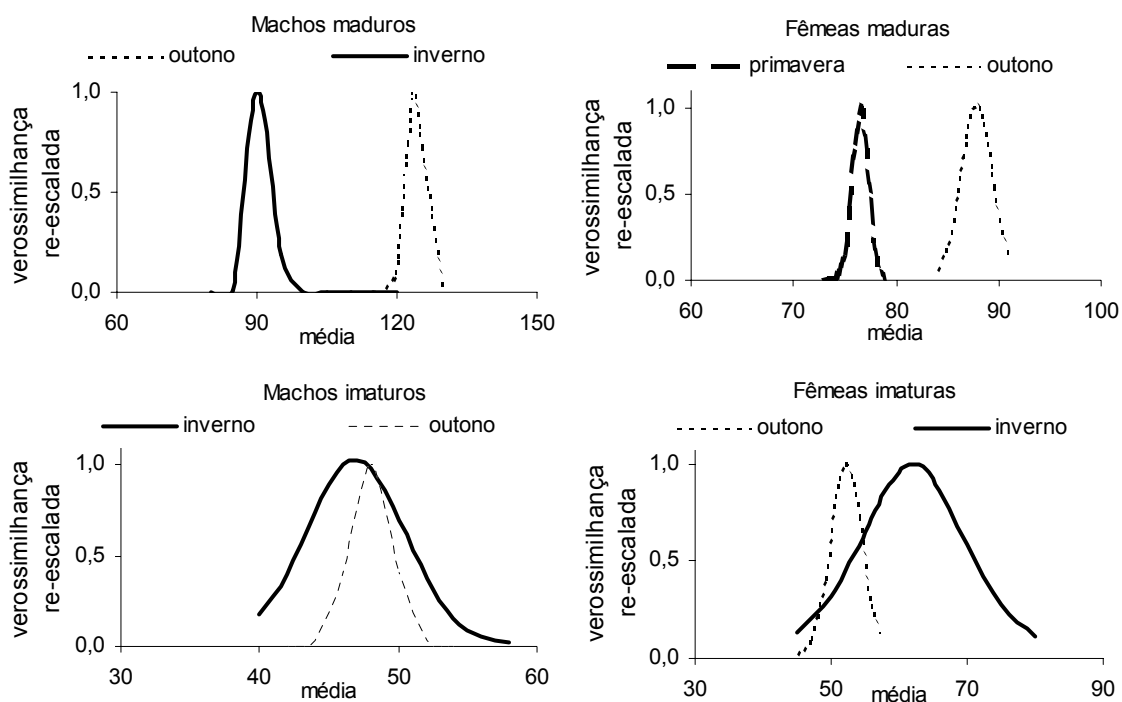 Machos maduros
outono inverno
verossimilhança
re-escalada
1,0
0,5
0,0
60 90 120 150
média
Fêmeas maduras
primavera outono
verossimilhança
re-escalada
1,0
0,5
0,0
60 70 80 90 100
média
Machos imaturos
inverno outono
verossimilhança
re-escalada
1,0
0,5
0,0
30 40 50 60
média
Fêmeas imaturas
outono inverno
verossimilhança
re-escalada
1,0
0,5
0,0
30 50 70 90
média